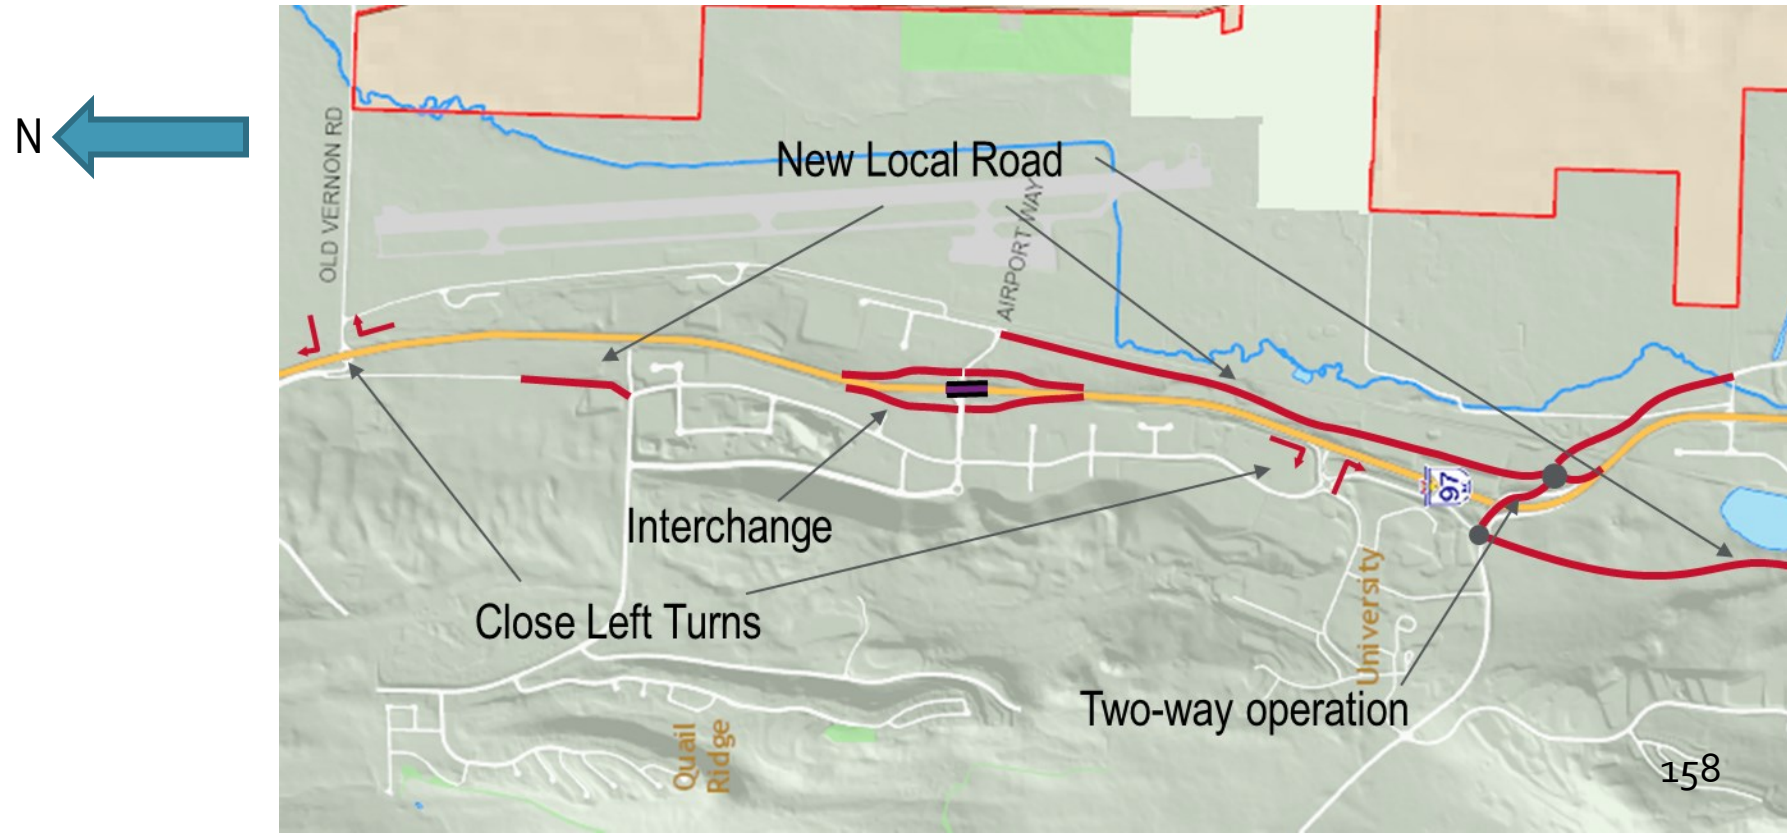 N
OLD VERNON RD
New Local Road
AIRPORT WAY
97
Interchange
Close Left Turns
University
Two-way operation
Quail
Ridge
158